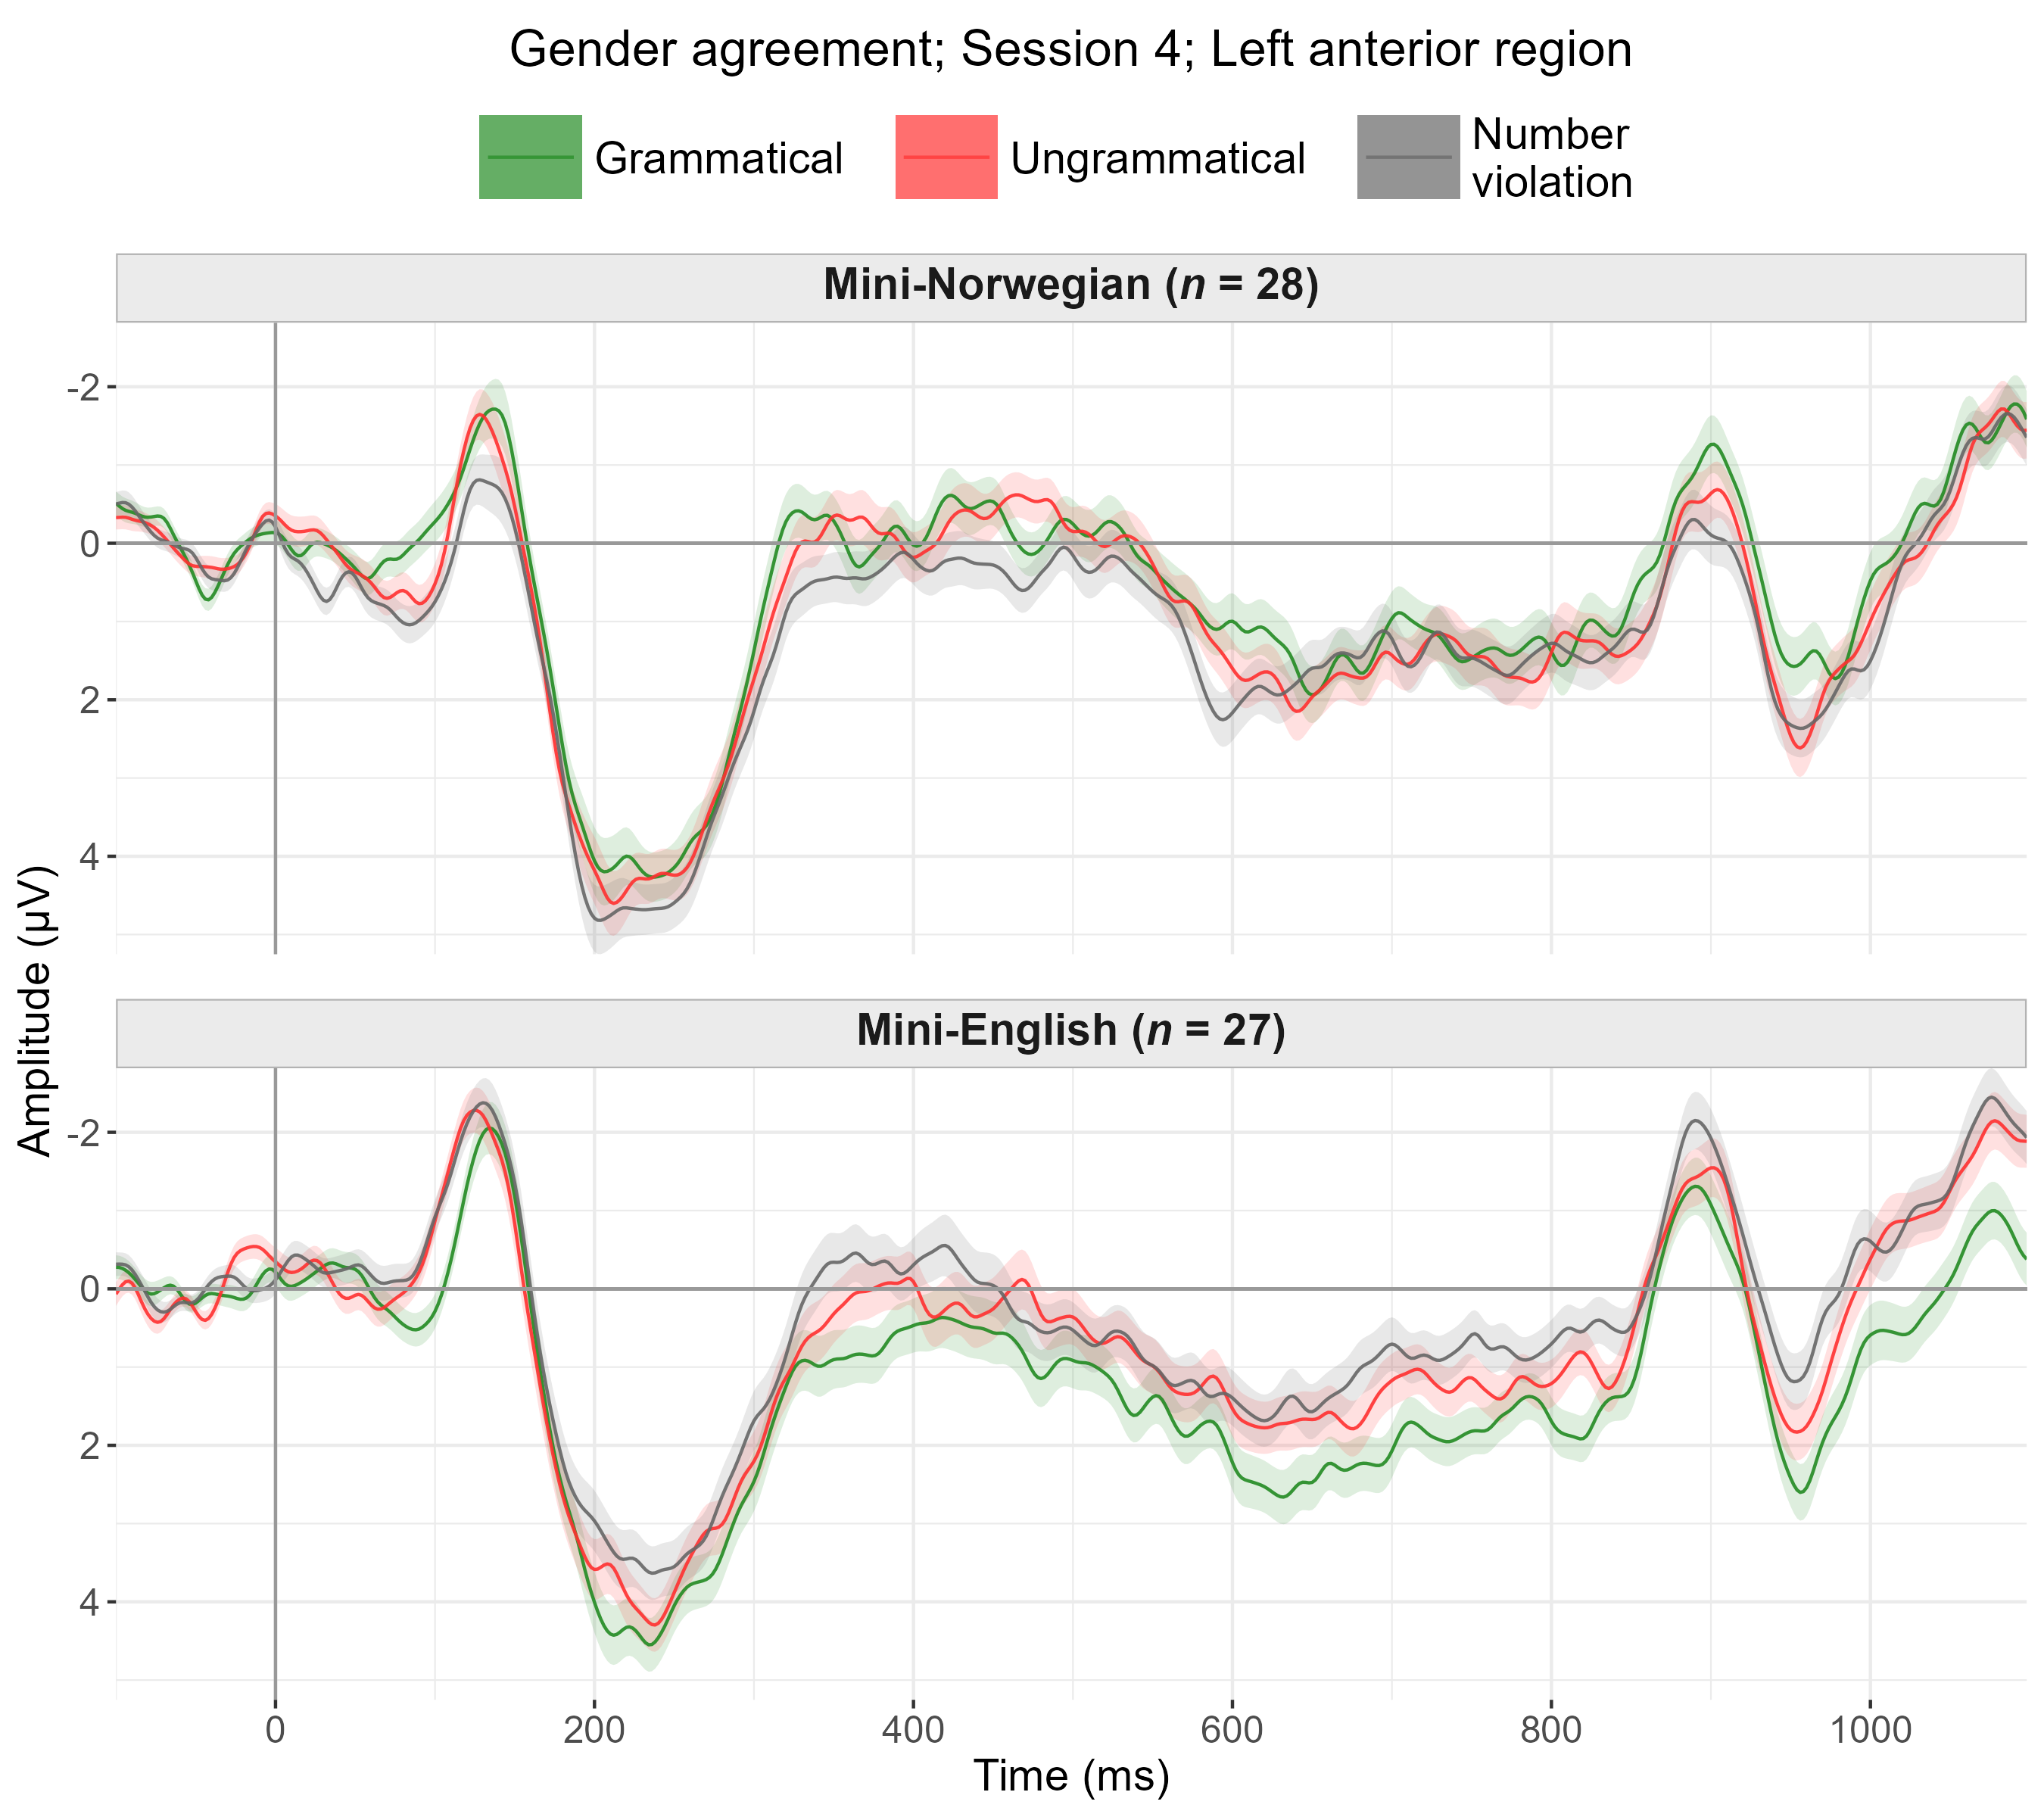 Gender agreement; Session 4; Left anterior region
Grammatical
Ungrammatical
Number
violation
Mini-Norwegian (n = 28)
-2
0
2
4
Mini-English (n = 27)
-2
0
2
4
Amplitude (µV)
0 200 400 600 800 1000
Time (ms)